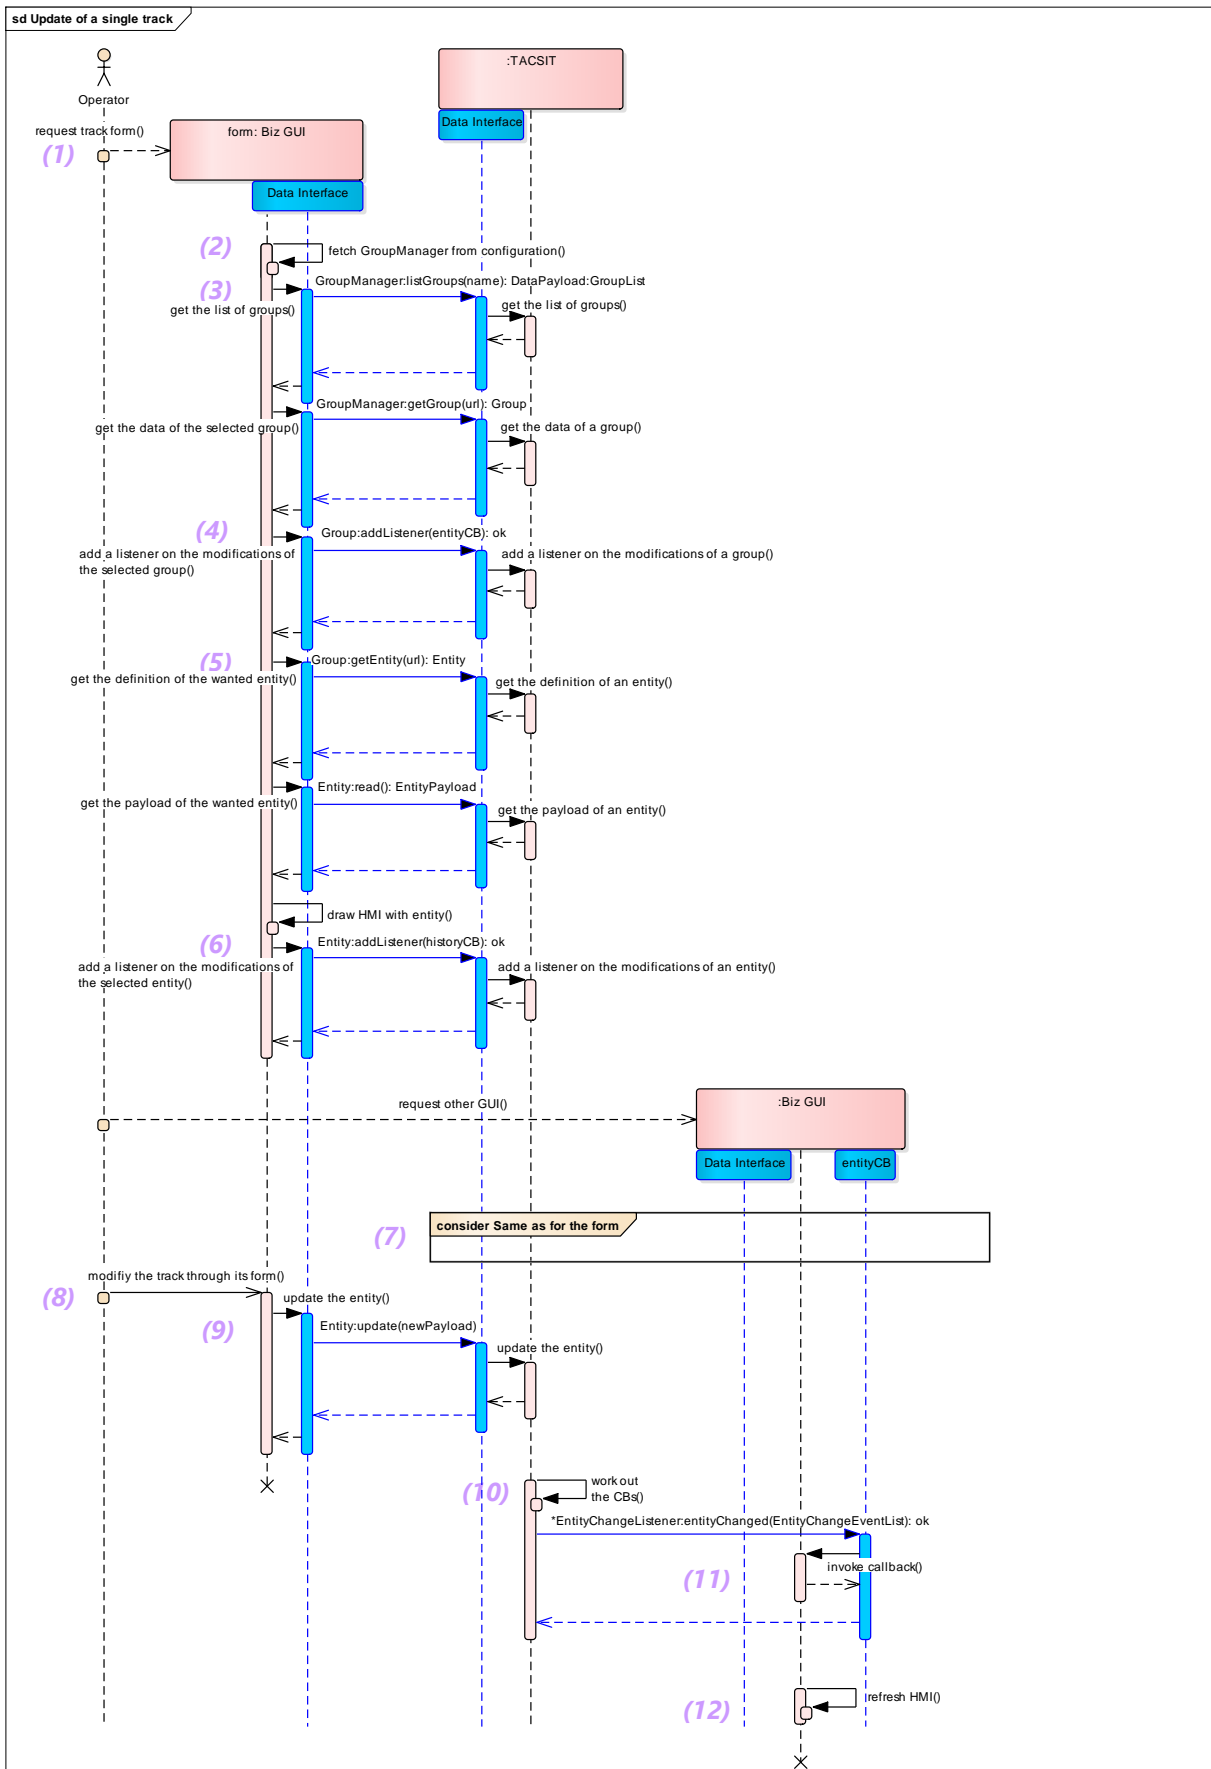 sd Update of a single track
:TACSIT
Operator
Data Interface
request track form()
form: Biz GUI
(1)
Data Interface
(2)
fetch GroupManager from configuration()
GroupManager:listGroups(name): DataPayload:GroupList
(3)
get the list of groups()
get the list of groups()
GroupManager:getGroup(url): Group
get the data of the selected group()
get the data of a group()
(4)
Group:addListener(entityCB): ok
add a listener on the modifications of
the selected group()
add a listener on the modifications of a group()
(5)
Group:getEntity(url): Entity
get the definition of the wanted entity()
get the definition of an entity()
Entity:read(): EntityPayload
get the payload of the wanted entity()
get the payload of an entity()
draw HMI with entity()
(6)
Entity:addListener(historyCB): ok
add a listener on the modifications of
the selected entity()
add a listener on the modifications of an entity()
request other GUI()
:Biz GUI
Data Interface
entityCB
(7)
consider Same as for the form
modifiy the track through its form()
(8)
update the entity()
(9)
Entity:update(newPayload)
update the entity()
(10)
work out
the CBs()
*EntityChangeListener:entityChanged(EntityChangeEventList): ok
invoke callback()
(11)
refresh HMI()
(12)